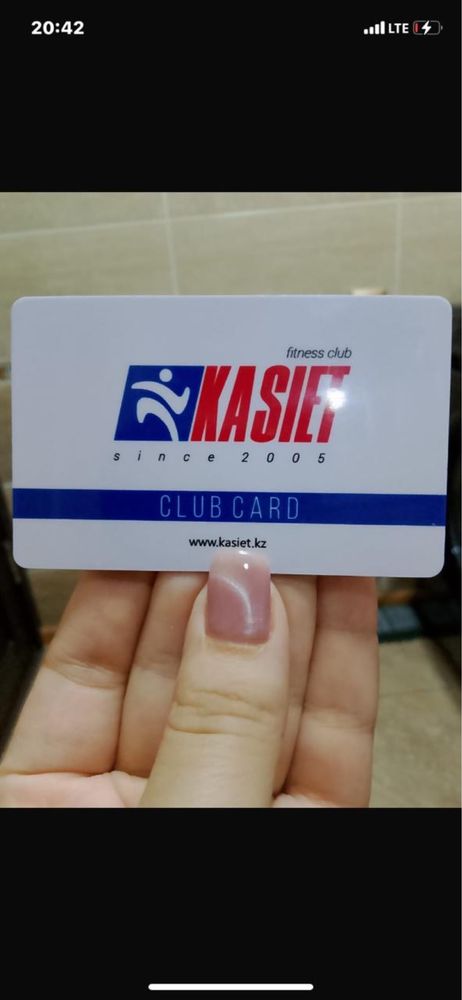 20:42
LTE
fitness club
KASIET
since 2005
CLUB CARD
www.kasiet.kz